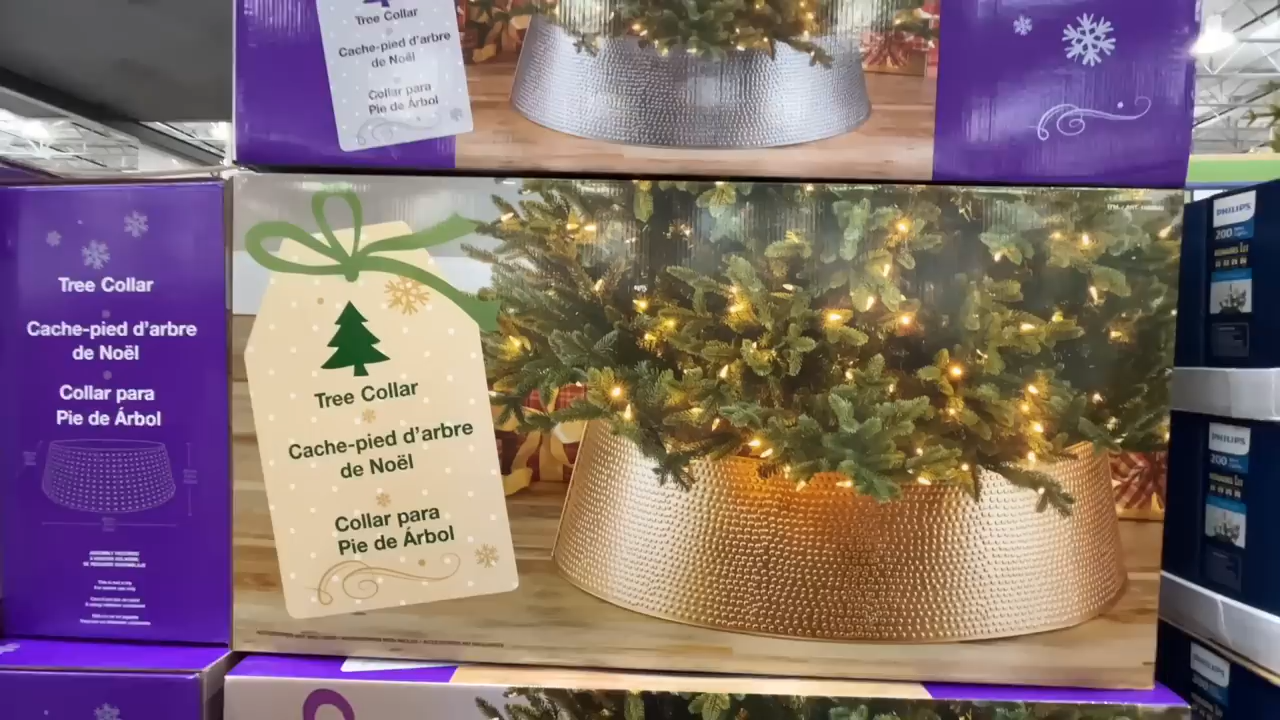 Tree Collar
Cache-pied d'arbre
de Noël
Collar para
Pie de Árbol
Tree Collar
Cache-pied d'arbre
de Noël
Collar para
Pie de Árbol
Tree Collar
Cache-pied d'arbre
de Noël
Collar para
Pie de Árbol
PHILIPS
200
PHILIPS
200
PHILIPS